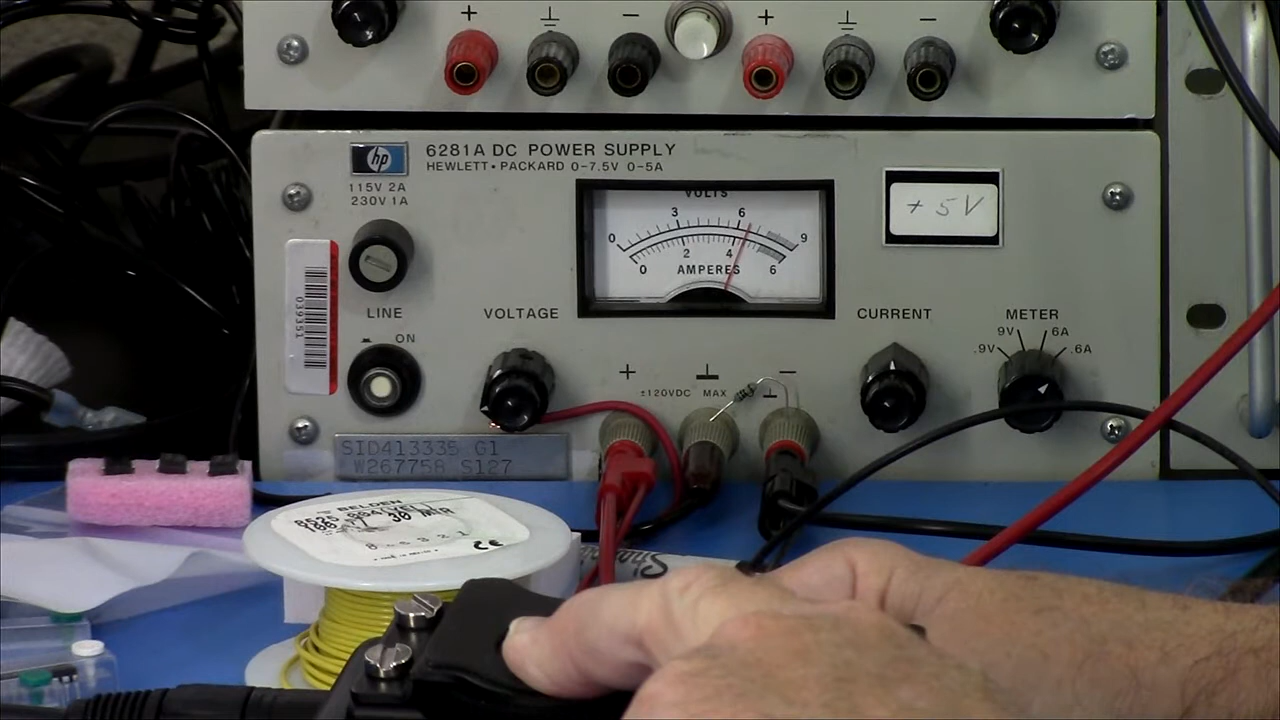 + ⏚ − + ⏚ −
hp
6281A DC POWER SUPPLY
HEWLETT • PACKARD 0-7.5V 0-5A
115V 2A
230V 1A
VOLTS
0 3 6 9
0 2 4 6
AMPERES
+ 5V
039351
LINE
ON
VOLTAGE
CURRENT
METER
.9V 9V 6A .6A
+ −
±120VDC MAX
SID413335 G1
W267758 S127
BELDEN
CE